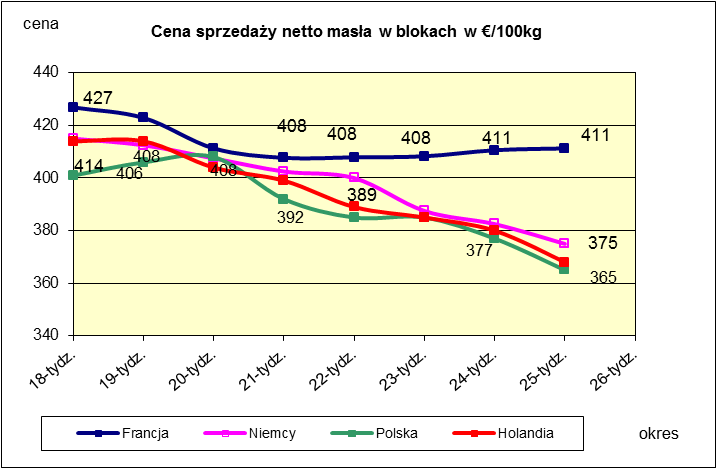 cena
Cena sprzedaży netto masła w blokach w €/100kg
440
420
400
380
360
340
427
408
408
408
411
411
414
408
406
408
392
389
377
375
365
18-tydz.
19-tydz.
20-tydz.
21-tydz.
22-tydz.
23-tydz.
24-tydz.
25-tydz.
26-tydz.
Francja Niemcy Polska Holandia
okres